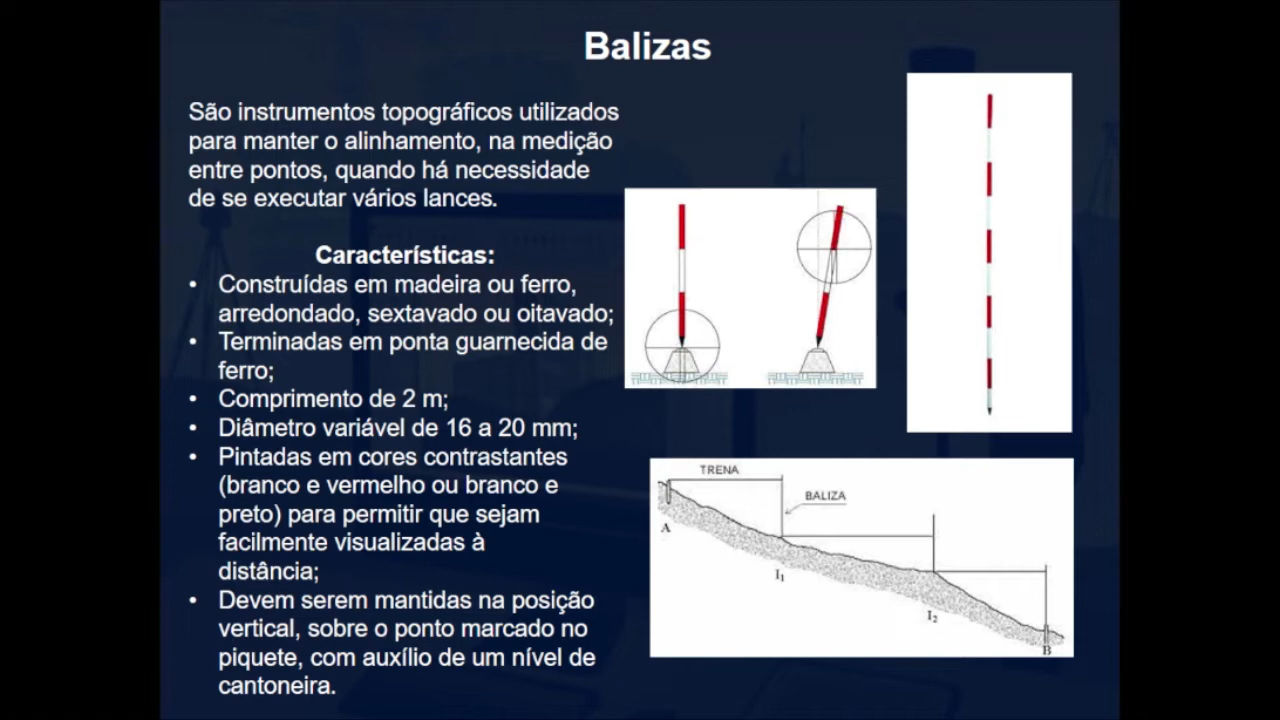 Balizas
São instrumentos topográficos utilizados
para manter o alinhamento, na medição
entre pontos, quando há necessidade
de se executar vários lances.
Características:
• Construídas em madeira ou ferro,
arredondado, sextavado ou oitavado;
• Terminadas em ponta guarnecida de
ferro;
• Comprimento de 2 m;
• Diâmetro variável de 16 a 20 mm;
• Pintadas em cores contrastantes
(branco e vermelho ou branco e
preto) para permitir que sejam
facilmente visualizadas à
distância;
• Devem serem mantidas na posição
vertical, sobre o ponto marcado no
piquete, com auxílio de um nível de
cantoneira.
TRENA
BALIZA
A
I1
I2
B